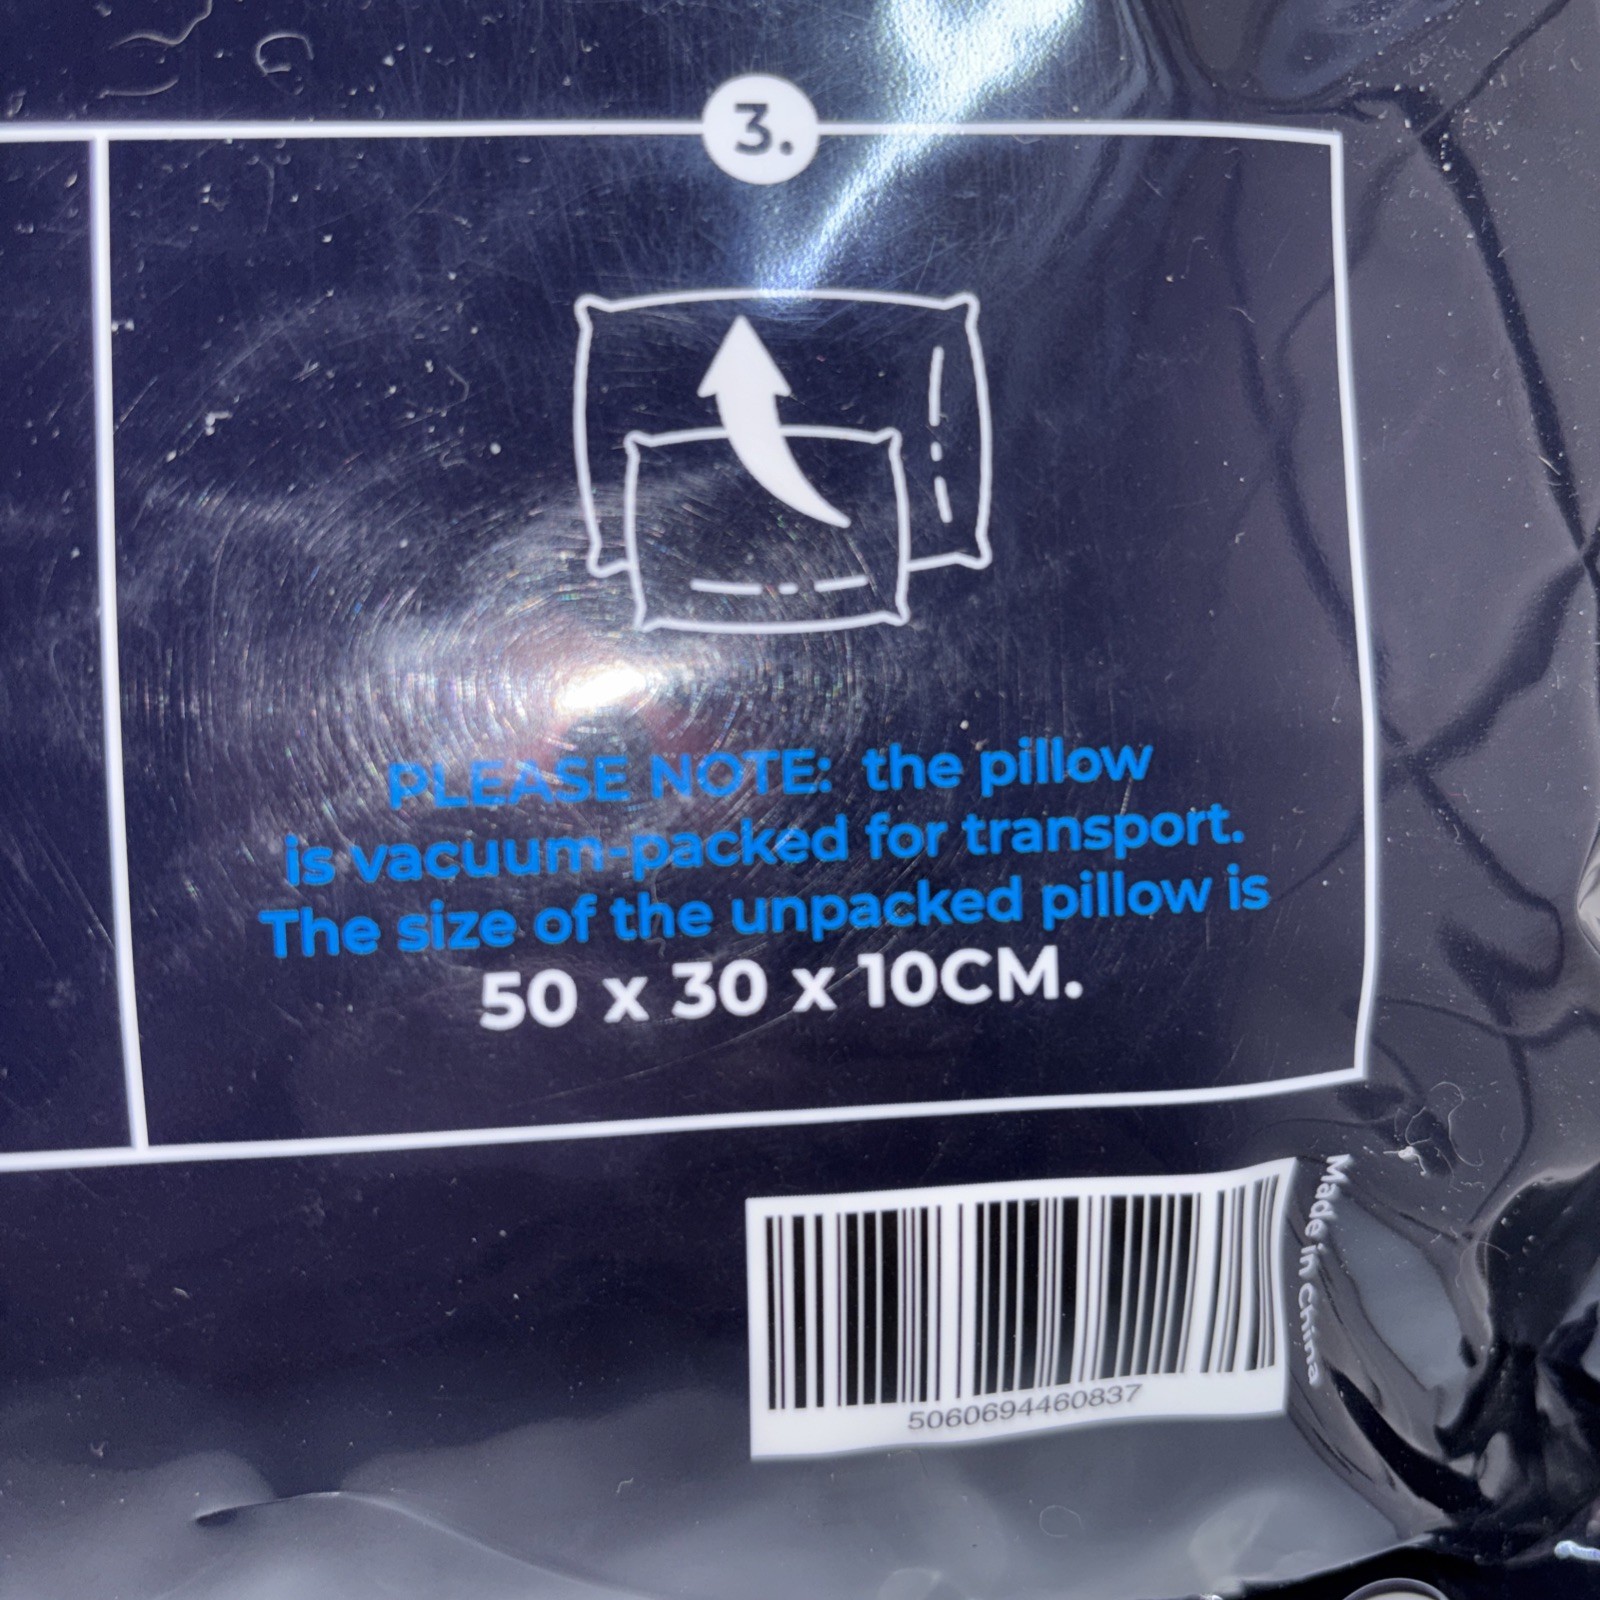 3.
PLEASE NOTE: the pillow
is vacuum-packed for transport.
The size of the unpacked pillow is
50 x 30 x 10CM.
Made in China
5060694460837